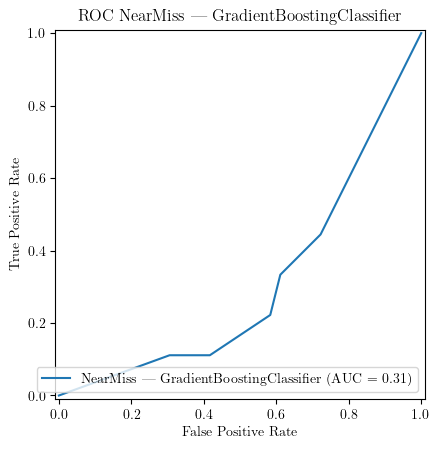 ROC NearMiss — GradientBoostingClassifier
1.0
0.8
0.6
0.4
0.2
0.0
True Positive Rate
NearMiss — GradientBoostingClassifier (AUC = 0.31)
0.0 0.2 0.4 0.6 0.8 1.0
False Positive Rate